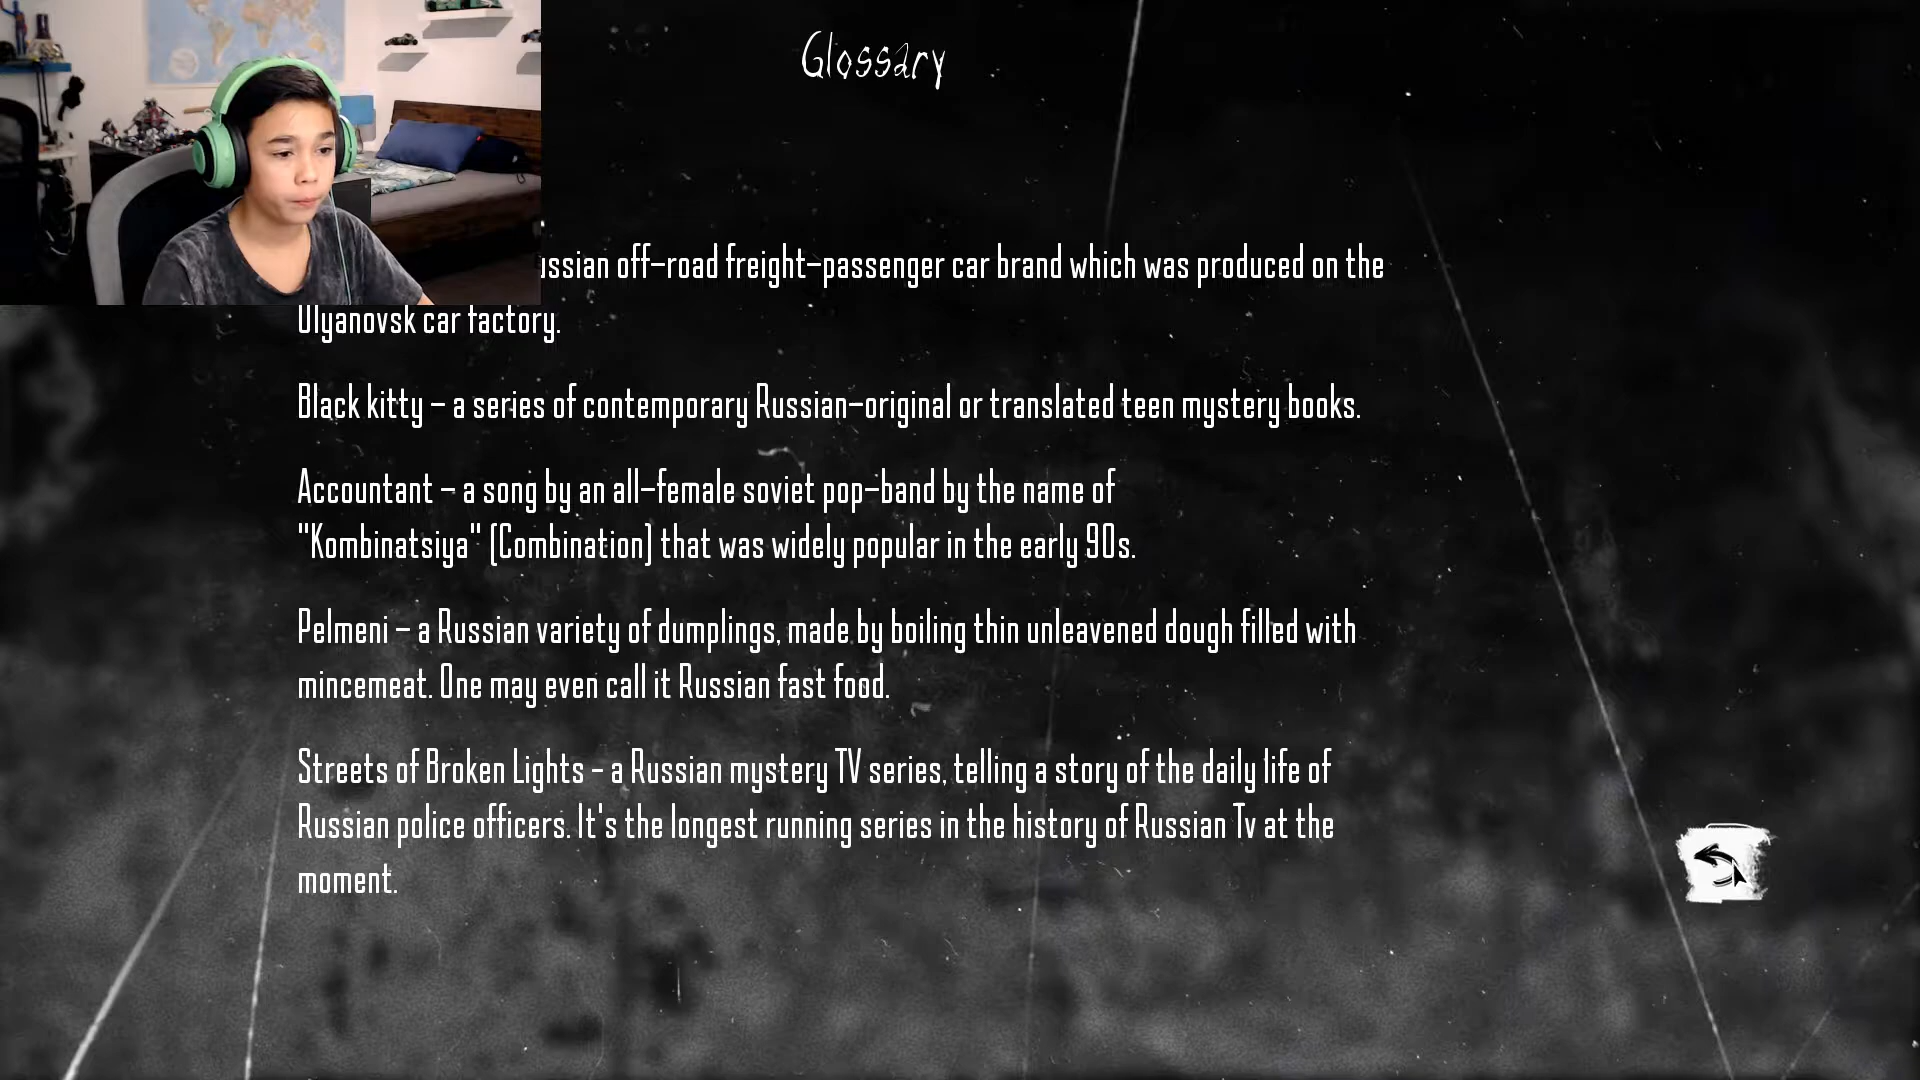 Glossary
ussian off-road freight-passenger car brand which was produced on the
Ulyanovsk car factory.
Black kitty - a series of contemporary Russian-original or translated teen mystery books.
Accountant - a song by an all-female soviet pop-band by the name of
"Kombinatsiya" (Combination) that was widely popular in the early 90s.
Pelmeni - a Russian variety of dumplings, made by boiling thin unleavened dough filled with
mincemeat. One may even call it Russian fast food.
Streets of Broken Lights - a Russian mystery TV series, telling a story of the daily life of
Russian police officers. It's the longest running series in the history of Russian Tv at the
moment.